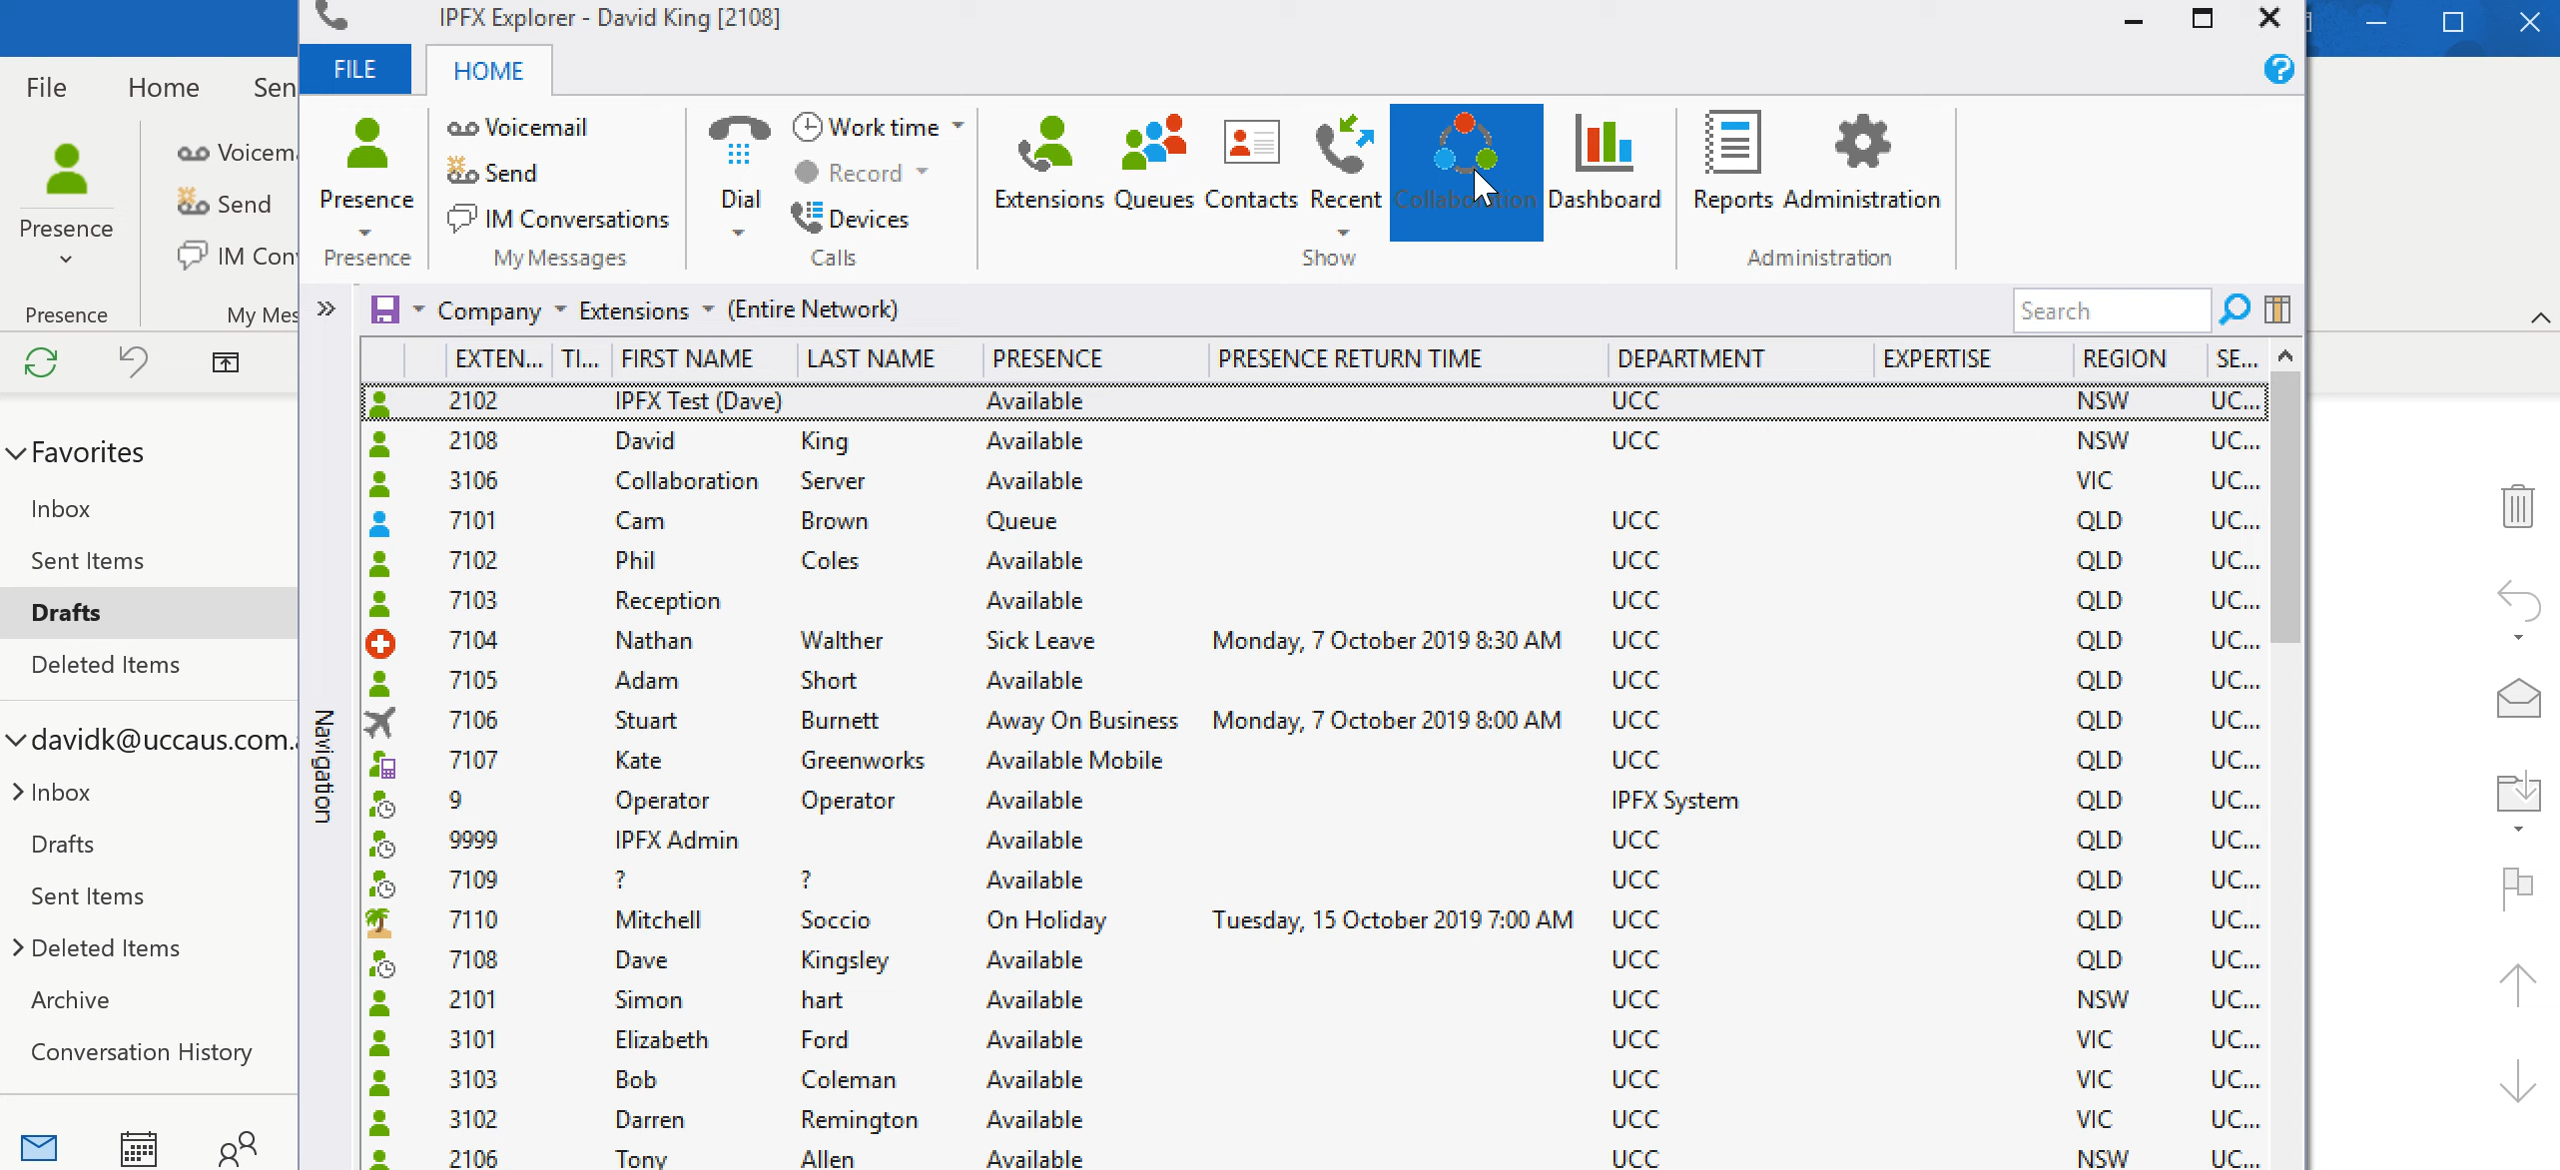 IPFX Explorer - David King [2108]
FILE HOME
Presence
Voicemail
Send
IM Conversations
Dial
Work time
Record
Devices
Extensions Queues Contacts Recent Collaboration Dashboard Reports Administration
Presence My Messages Calls Show Administration
File Home Sen
Presence
Voicem
Send
IM Con
Presence My Mes
Favorites
Inbox
Sent Items
Drafts
Deleted Items
davidk@uccaus.com.
Inbox
Drafts
Sent Items
Deleted Items
Archive
Conversation History
Navigation
Company Extensions (Entire Network) Search
EXTEN... TI... FIRST NAME LAST NAME PRESENCE PRESENCE RETURN TIME DEPARTMENT EXPERTISE REGION SE...
2102 IPFX Test (Dave) Available UCC NSW UC...
2108 David King Available UCC NSW UC...
3106 Collaboration Server Available VIC UC...
7101 Cam Brown Queue UCC QLD UC...
7102 Phil Coles Available UCC QLD UC...
7103 Reception Available UCC QLD UC...
7104 Nathan Walther Sick Leave Monday, 7 October 2019 8:30 AM UCC QLD UC...
7105 Adam Short Available UCC QLD UC...
7106 Stuart Burnett Away On Business Monday, 7 October 2019 8:00 AM UCC QLD UC...
7107 Kate Greenworks Available Mobile UCC QLD UC...
9 Operator Operator Available IPFX System QLD UC...
9999 IPFX Admin Available UCC QLD UC...
7109 ? ? Available UCC QLD UC...
7110 Mitchell Soccio On Holiday Tuesday, 15 October 2019 7:00 AM UCC QLD UC...
7108 Dave Kingsley Available UCC QLD UC...
2101 Simon hart Available UCC NSW UC...
3101 Elizabeth Ford Available UCC VIC UC...
3103 Bob Coleman Available UCC VIC UC...
3102 Darren Remington Available UCC VIC UC...
2106 Tony Allen Available UCC NSW UC...